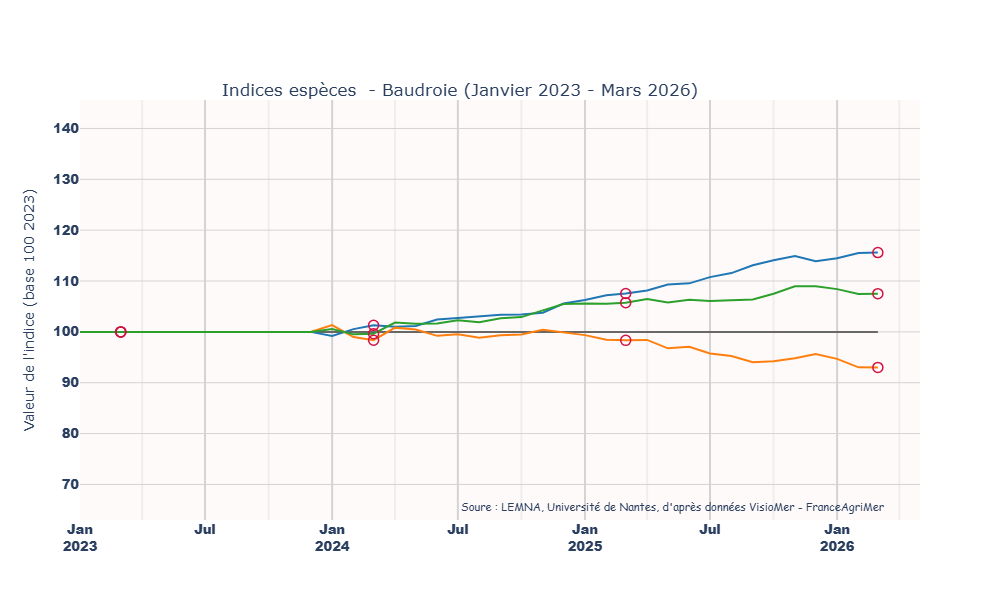 Indices espèces  - Baudroie (Janvier 2023 - Mars 2026)
Valeur de l'indice (base 100 2023)
140
130
120
110
100
90
80
70
Soure : LEMNA, Université de Nantes, d'après données VisioMer - FranceAgriMer
Jan Jul Jan Jul Jan Jul Jan
2023 2024 2025 2026